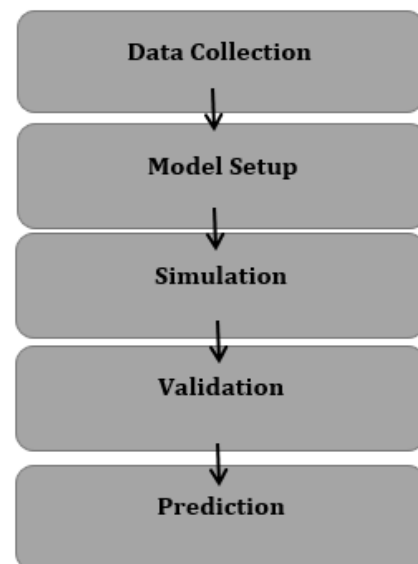 Data Collection
Model Setup
Simulation
Validation
Prediction